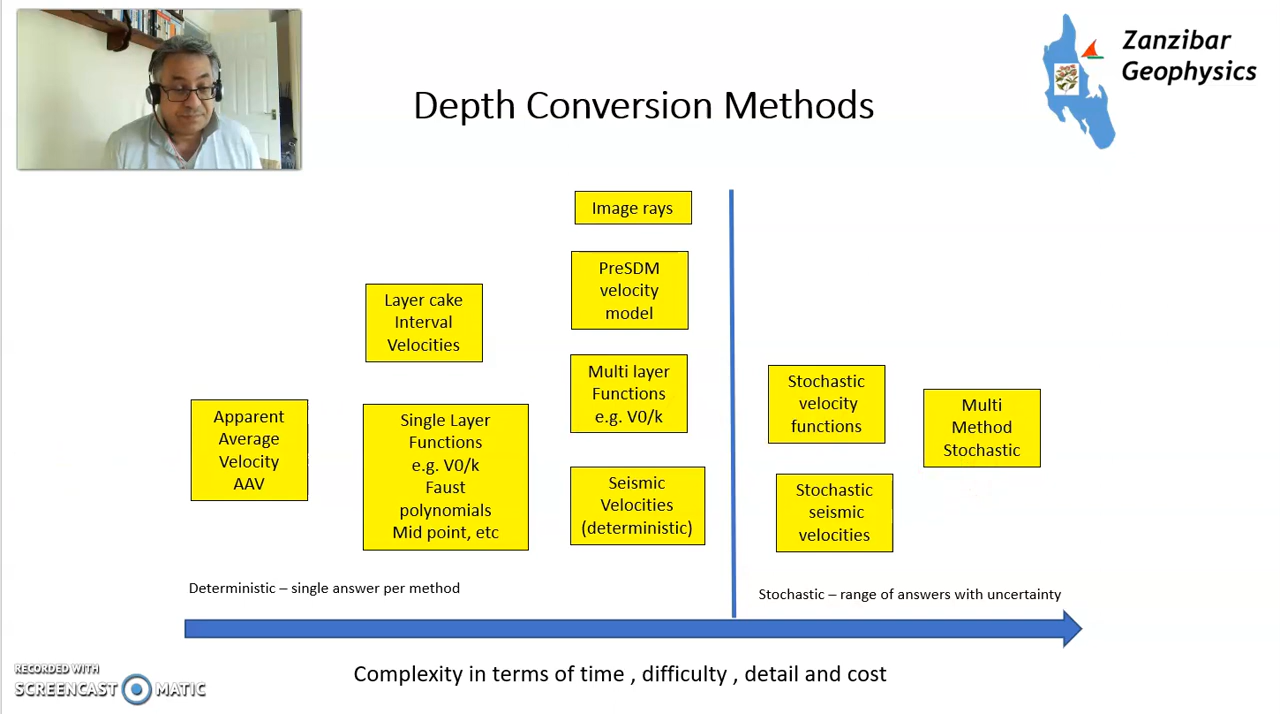 Zanzibar
Geophysics
Depth Conversion Methods
Image rays
PreSDM
velocity
model
Layer cake
Interval
Velocities
Multi layer
Functions
e.g. V0/k
Stochastic
velocity
functions
Multi
Method
Stochastic
Apparent
Average
Velocity
AAV
Single Layer
Functions
e.g. V0/k
Faust
polynomials
Mid point, etc
Seismic
Velocities
(deterministic)
Stochastic
seismic
velocities
Deterministic – single answer per method
Stochastic – range of answers with uncertainty
Complexity in terms of time , difficulty , detail and cost
RECORDED WITH
SCREENCAST MATIC